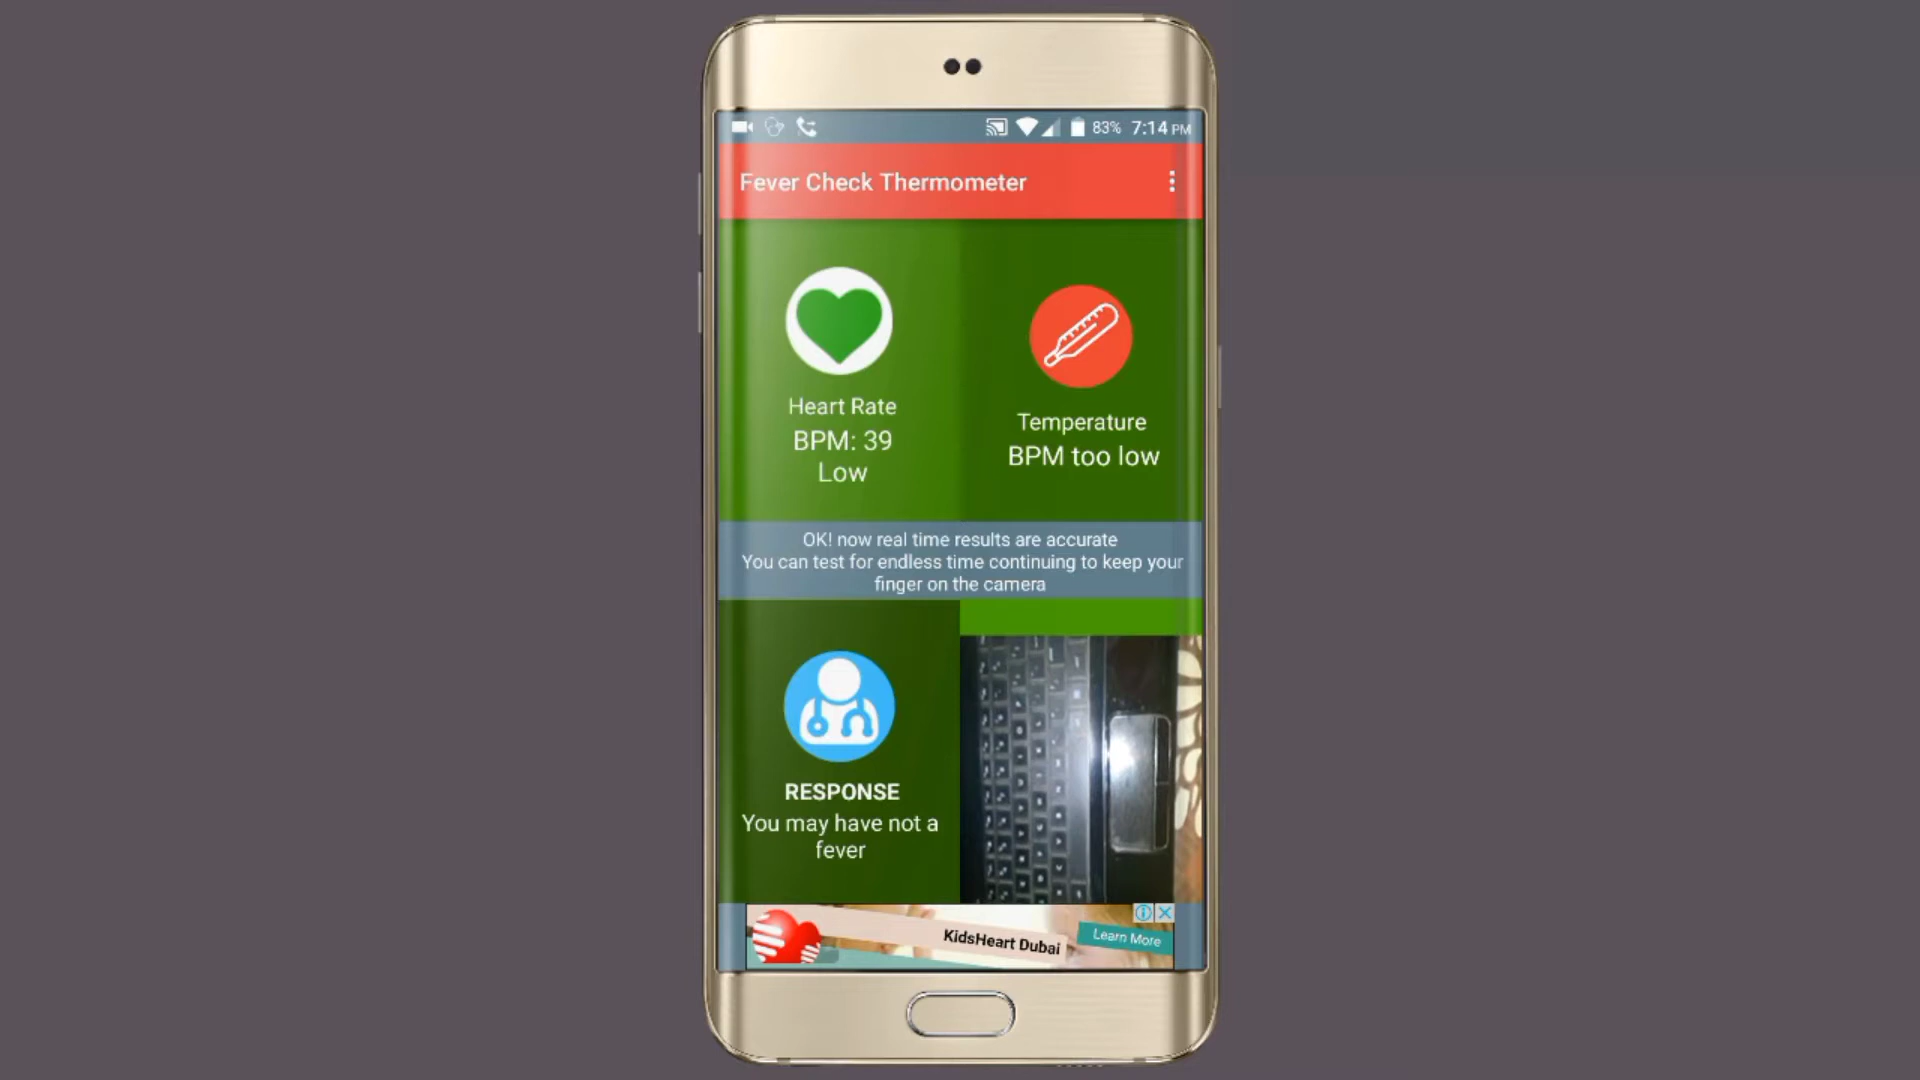 83% 7:14 PM
Fever Check Thermometer
Heart Rate
BPM: 39
Low
Temperature
BPM too low
OK! now real time results are accurate
You can test for endless time continuing to keep your
finger on the camera
RESPONSE
You may have not a
fever
KidsHeart Dubai
Learn More